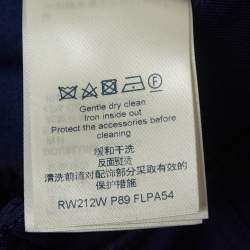 Gentle dry clean
Iron inside out
Protect the accessories before
cleaning
缓和干洗
反面熨烫
清洗前请对配饰部分采取有效的
保护措施
RW212W P89 FLPA54